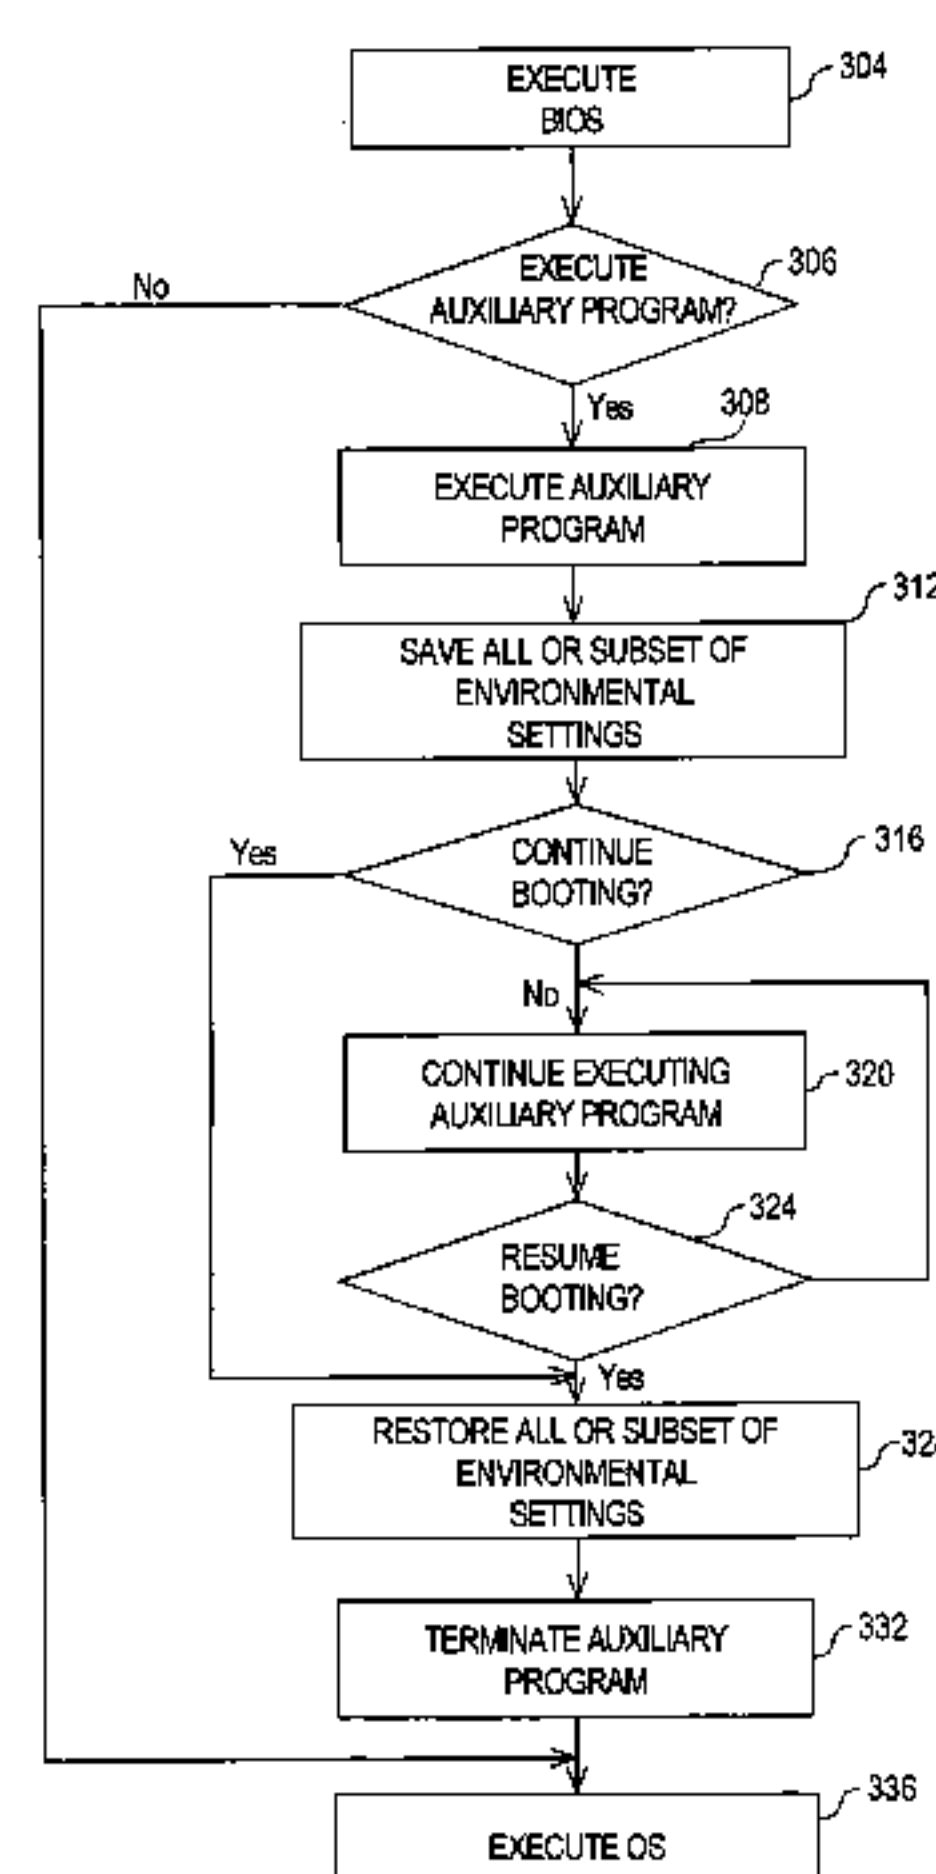 EXECUTE
BIOS
304
EXECUTE
AUXILIARY PROGRAM?
306
No
Yes
308
EXECUTE AUXILIARY
PROGRAM
312
SAVE ALL OR SUBSET OF
ENVIRONMENTAL
SETTINGS
CONTINUE
BOOTING?
316
Yes
No
CONTINUE EXECUTING
AUXILIARY PROGRAM
320
324
RESUME
BOOTING?
Yes
RESTORE ALL OR SUBSET OF
ENVIRONMENTAL
SETTINGS
TERMINATE AUXILIARY
PROGRAM
332
336
EXECUTE OS